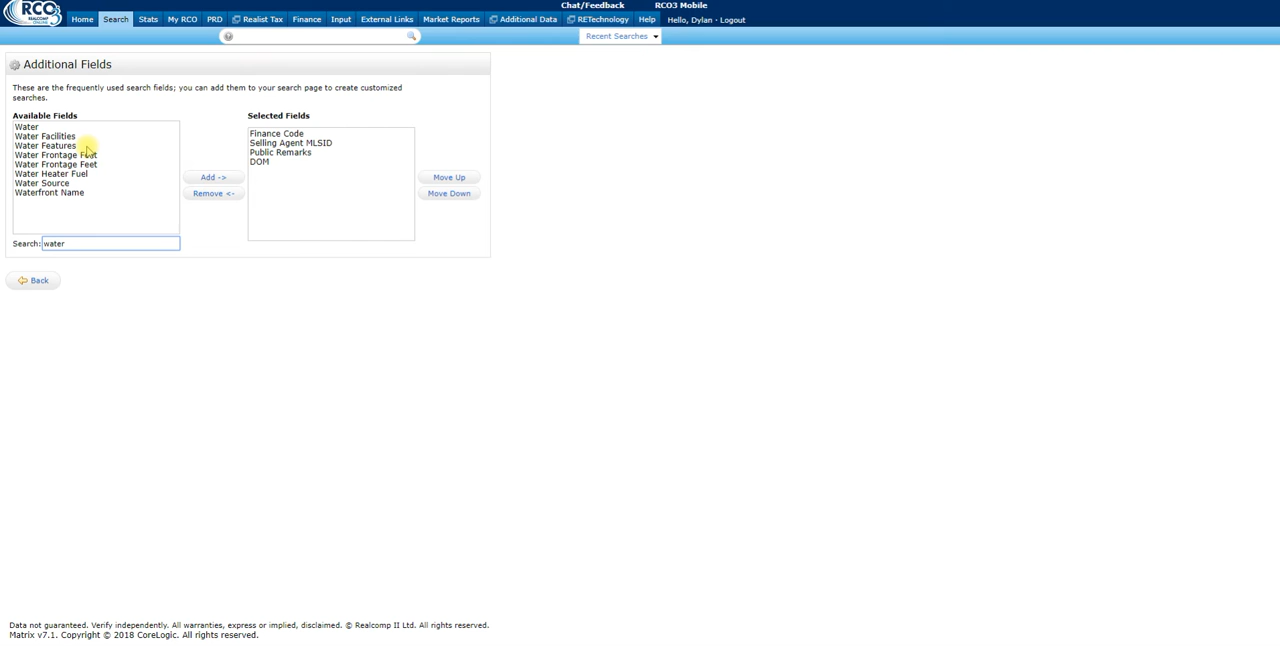 Chat/Feedback RCO3 Mobile
RCO3 REALCOMP ONLINE Home Search Stats My RCO PRD Realist Tax Finance Input External Links Market Reports Additional Data RETechnology Help Hello, Dylan · Logout
Recent Searches
Additional Fields
These are the frequently used search fields; you can add them to your search page to create customized
searches.
Available Fields
Water
Water Facilities
Water Features
Water Frontage Feet
Water Frontage Feet
Water Heater Fuel
Water Source
Waterfront Name
Search: water
Add ->
Remove <-
Selected Fields
Finance Code
Selling Agent MLSID
Public Remarks
DOM
Move Up
Move Down
Back
Data not guaranteed. Verify independently. All warranties, express or implied, disclaimed. © Realcomp II Ltd. All rights reserved.
Matrix v7.1. Copyright © 2018 CoreLogic. All rights reserved.